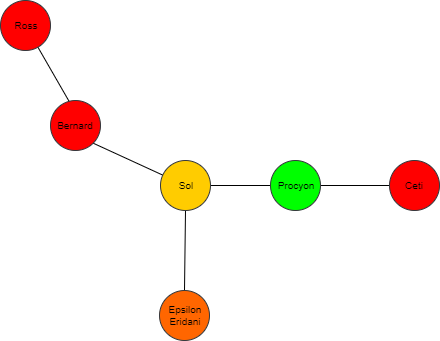 Ross
Bernard
Sol
Procyon
Ceti
Epsilon
Eridani